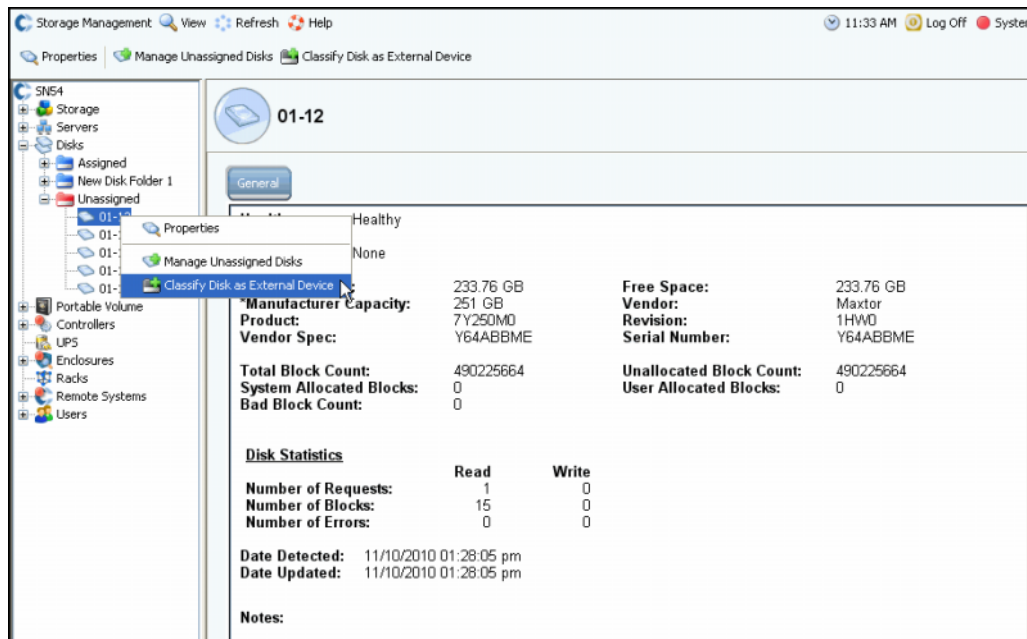 Storage Management View Refresh Help 11:33 AM Log Off
Properties Manage Unassigned Disks Classify Disk as External Device
SN54
Storage
Servers
Disks
Assigned
New Disk Folder 1
Unassigned
Portable Volume
Controllers
UPS
Enclosures
Racks
Remote Systems
Users
Properties
Manage Unassigned Disks
Classify Disk as External Device
01-12
General
Healthy
None
233.76 GB Free Space: 233.76 GB
*Manufacturer Capacity: 251 GB Vendor: Maxtor
Product: 7Y250M0 Revision: 1HW0
Vendor Spec: Y64ABBME Serial Number: Y64ABBME
Total Block Count: 490225664 Unallocated Block Count: 490225664
System Allocated Blocks: 0 User Allocated Blocks: 0
Bad Block Count: 0
Disk Statistics
Read Write
Number of Requests: 1 0
Number of Blocks: 15 0
Number of Errors: 0 0
Date Detected: 11/10/2010 01:28:05 pm
Date Updated: 11/10/2010 01:28:05 pm
Notes: